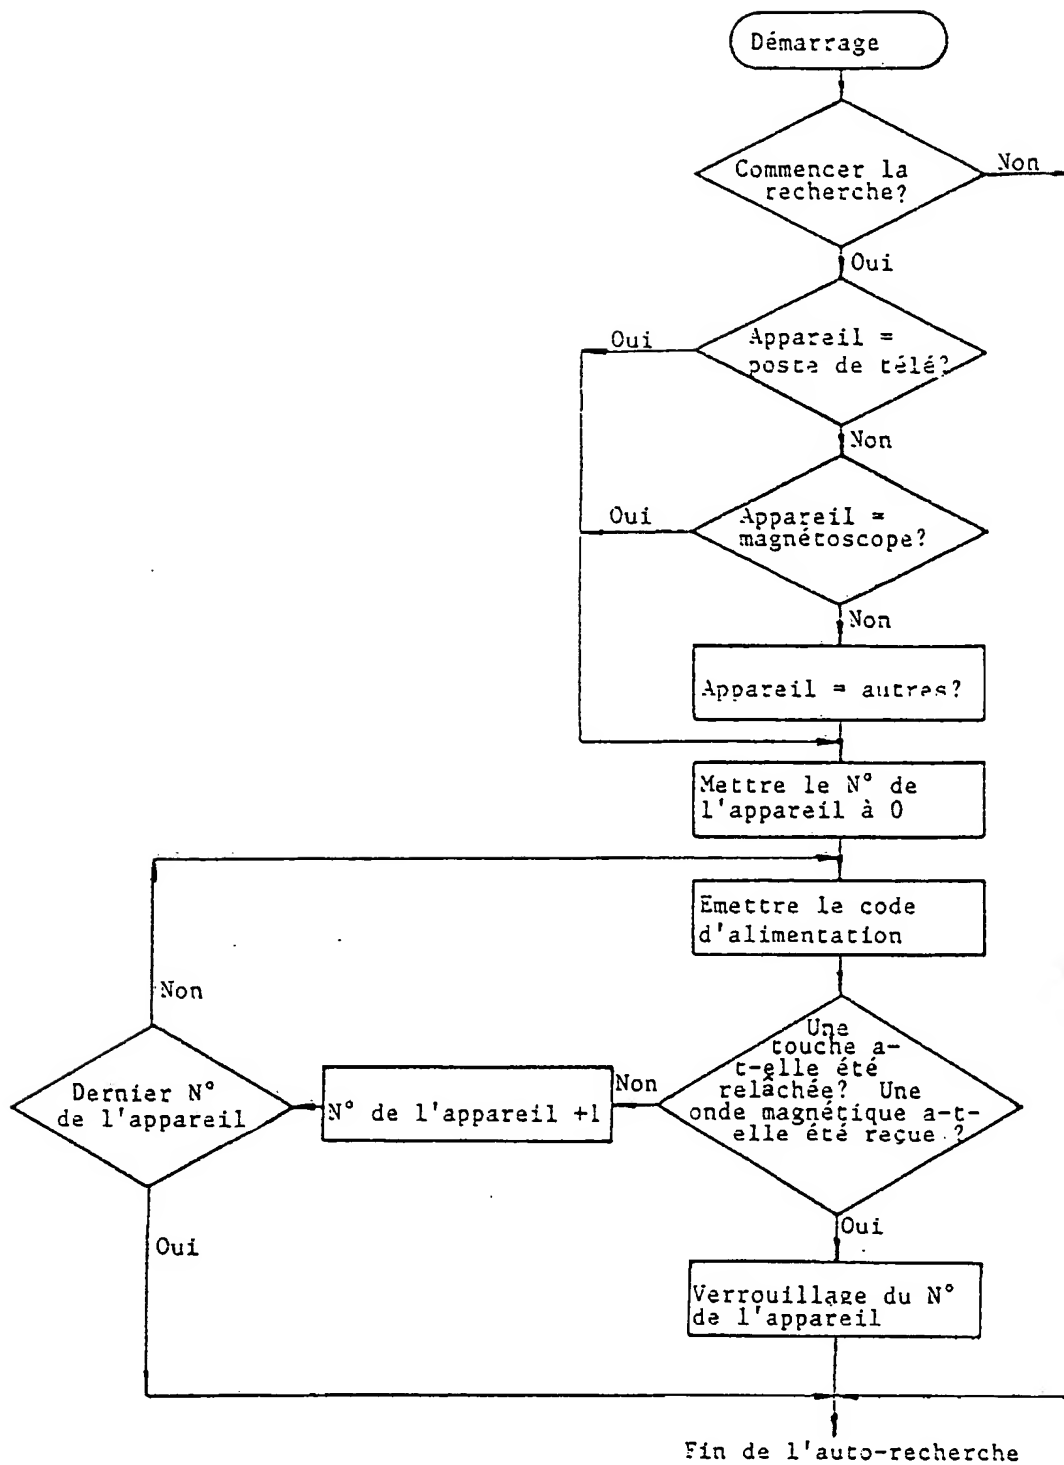 Démarrage
Commencer la
recherche?
Non
Oui
Appareil =
poste de télé?
Oui
Non
Appareil =
magnétoscope?
Oui
Non
Appareil = autres?
Mettre le N° de
l'appareil à 0
Emettre le code
d'alimentation
Non
Une
touche a-
t-elle été
relâchée? Une
onde magnétique a-t-
elle été reçue ?
Non
N° de l'appareil +1
Dernier N°
de l'appareil
Oui
Oui
Verrouillage du N°
de l'appareil
Fin de l'auto-recherche